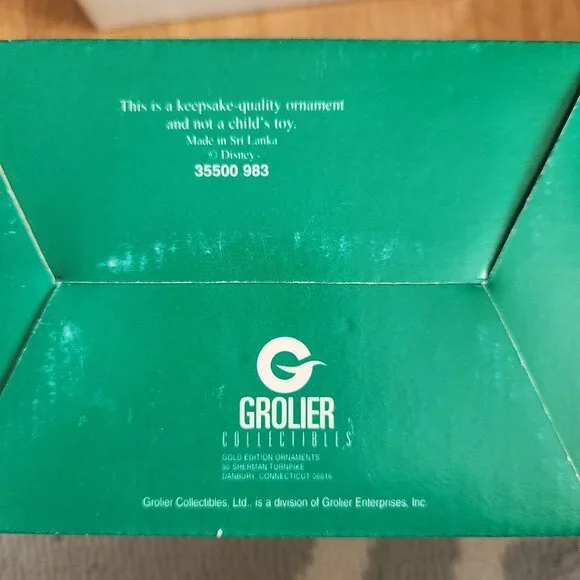 This is a keepsake-quality ornament
and not a child's toy.
Made in Sri Lanka
© Disney.
35500 983
G
GROLIER
COLLECTIBLES
GOLD EDITION ORNAMENTS
90 SHERMAN TURNPIKE
DANBURY, CONNECTICUT 06816
Grolier Collectibles, Ltd., is a division of Grolier Enterprises, Inc.